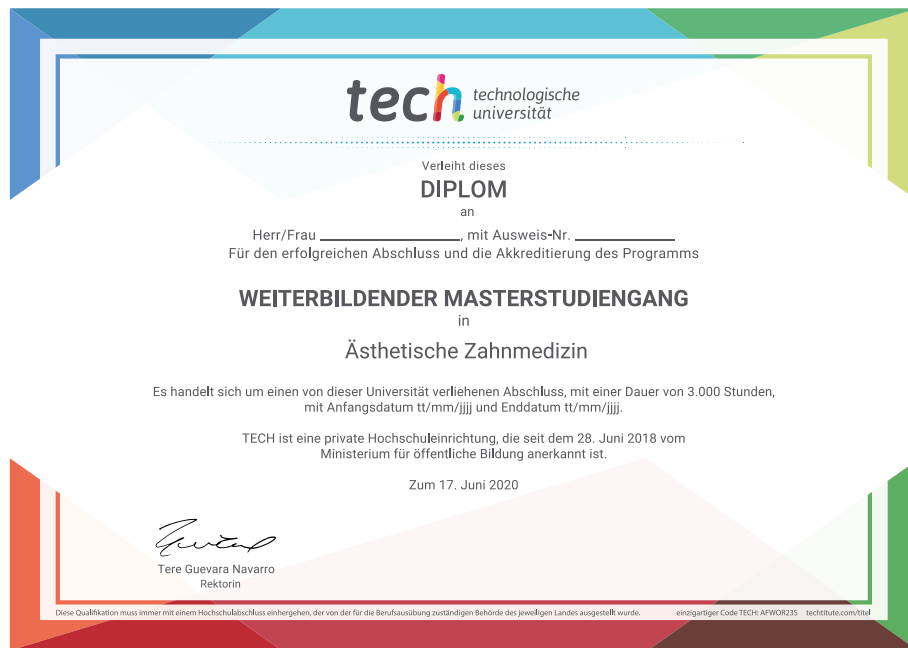 tech technologische
universität
Verleiht dieses
DIPLOM
an
Herr/Frau ____________, mit Ausweis-Nr. ____________
Für den erfolgreichen Abschluss und die Akkreditierung des Programms
WEITERBILDENDER MASTERSTUDIENGANG
in
Ästhetische Zahnmedizin
Es handelt sich um einen von dieser Universität verliehenen Abschluss, mit einer Dauer von 3.000 Stunden,
mit Anfangsdatum tt/mm/jjjj und Enddatum tt/mm/jjjj.
TECH ist eine private Hochschuleinrichtung, die seit dem 28. Juni 2018 vom
Ministerium für öffentliche Bildung anerkannt ist.
Zum 17. Juni 2020
Tere Guevara Navarro
Rektorin
Diese Qualifikation muss immer mit einem Hochschulabschluss einhergehen, der von der für die Berufsausübung zuständigen Behörde des jeweiligen Landes ausgestellt wurde. einzigartiger Code TECH: AFWOR23S techtitute.com/titel